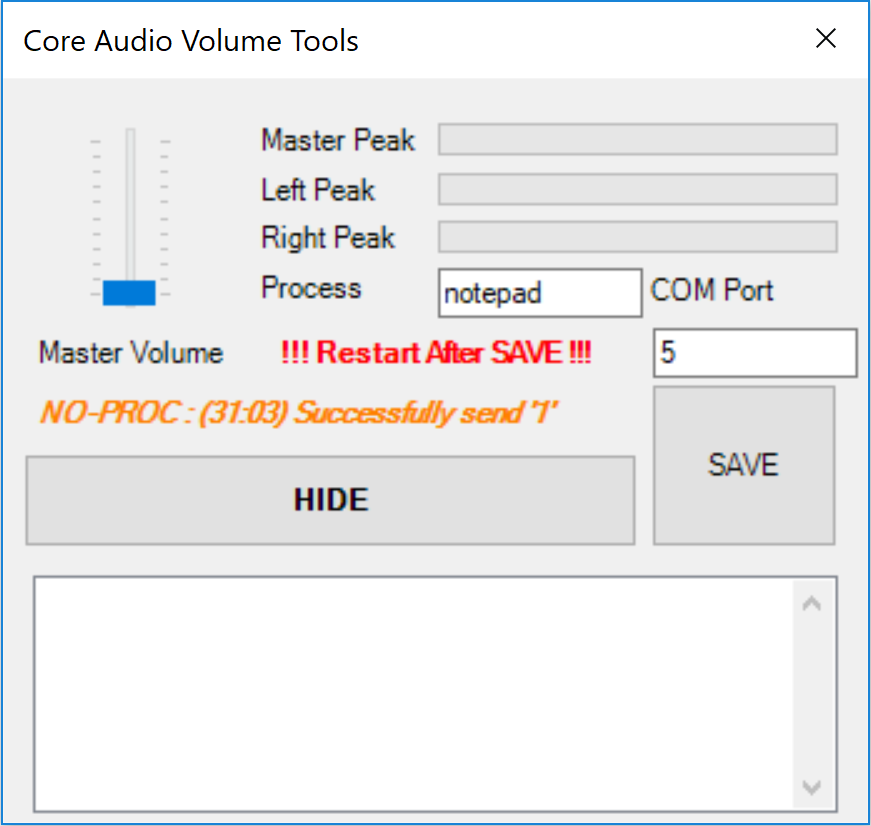 Core Audio Volume Tools
Master Peak
Left Peak
Right Peak
Process notepad COM Port
Master Volume !!! Restart After SAVE !!! 5
NO-PROC : (31:03) Successfully send '1'
SAVE
HIDE